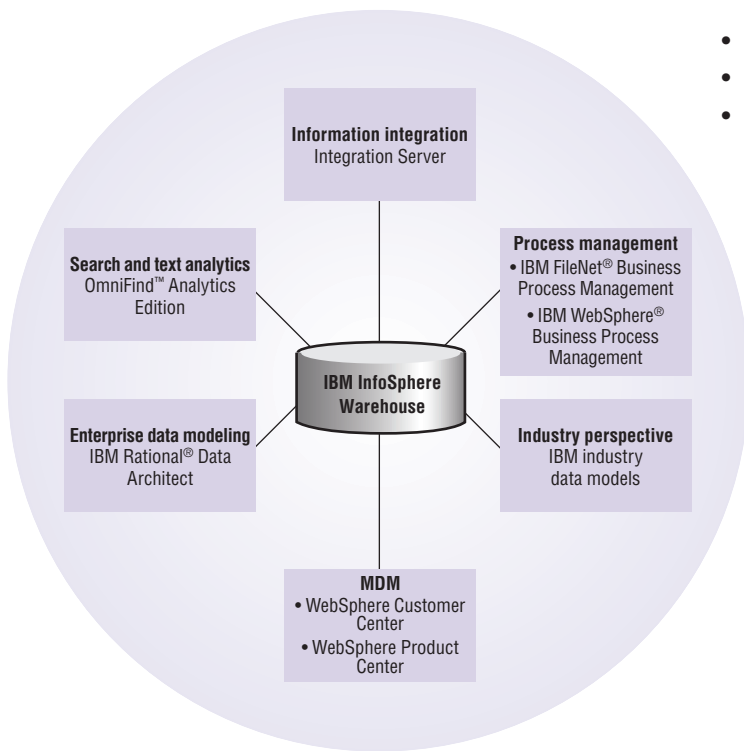 Information integration
Integration Server
Search and text analytics
OmniFind™ Analytics
Edition
Process management
• IBM FileNet® Business
Process Management
• IBM WebSphere®
Business Process
Management
IBM InfoSphere
Warehouse
Enterprise data modeling
IBM Rational® Data
Architect
Industry perspective
IBM industry
data models
MDM
• WebSphere Customer
Center
• WebSphere Product
Center